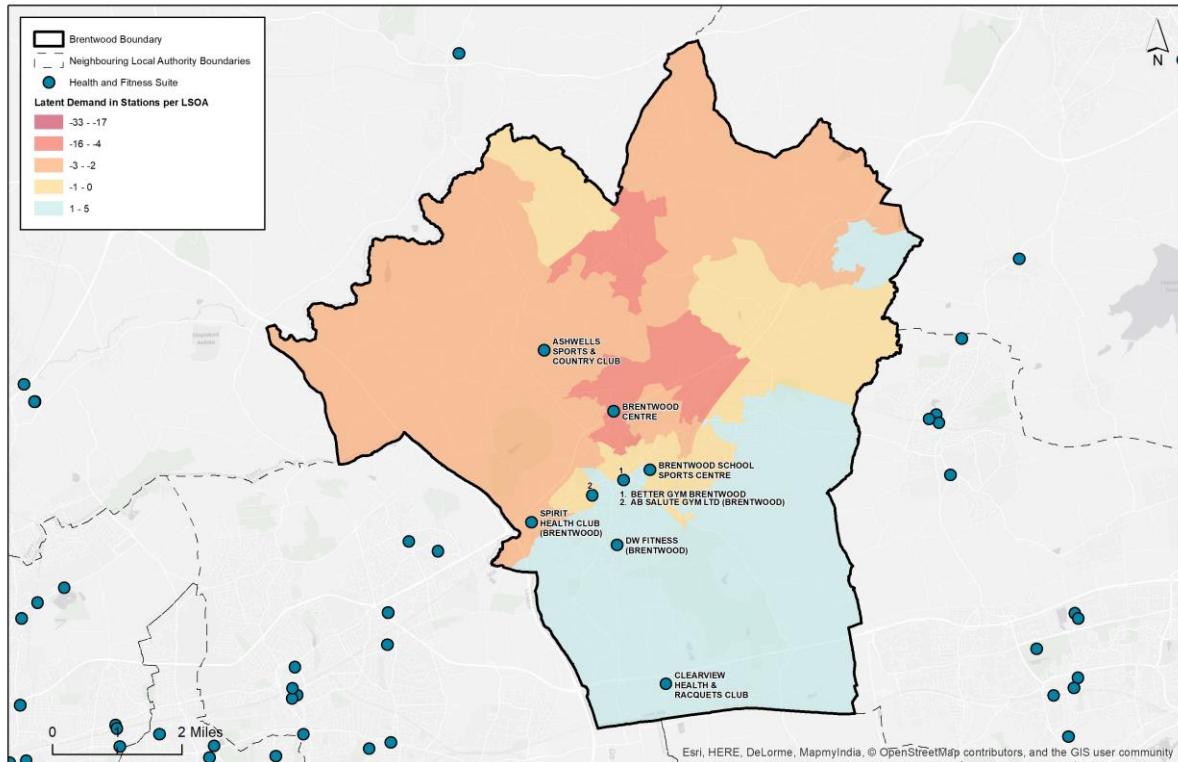 Brentwood Boundary
Neighbouring Local Authority Boundaries
Health and Fitness Suite
Latent Demand in Stations per LSOA
-33 - -17
-16 - -4
-3 - -2
-1 - 0
1 - 5
N
ASHWELLS
SPORTS &
COUNTRY CLUB
BRENTWOOD
CENTRE
BRENTWOOD SCHOOL
SPORTS CENTRE
1
2
1. BETTER GYM BRENTWOOD
2. AB SALUTE GYM LTD (BRENTWOOD)
SPIRIT
HEALTH CLUB
(BRENTWOOD)
DW FITNESS
(BRENTWOOD)
CLEARVIEW
HEALTH &
RACQUETS CLUB
0 1 2 Miles
Esri, HERE, DeLorme, MapmyIndia, © OpenStreetMap contributors, and the GIS user community